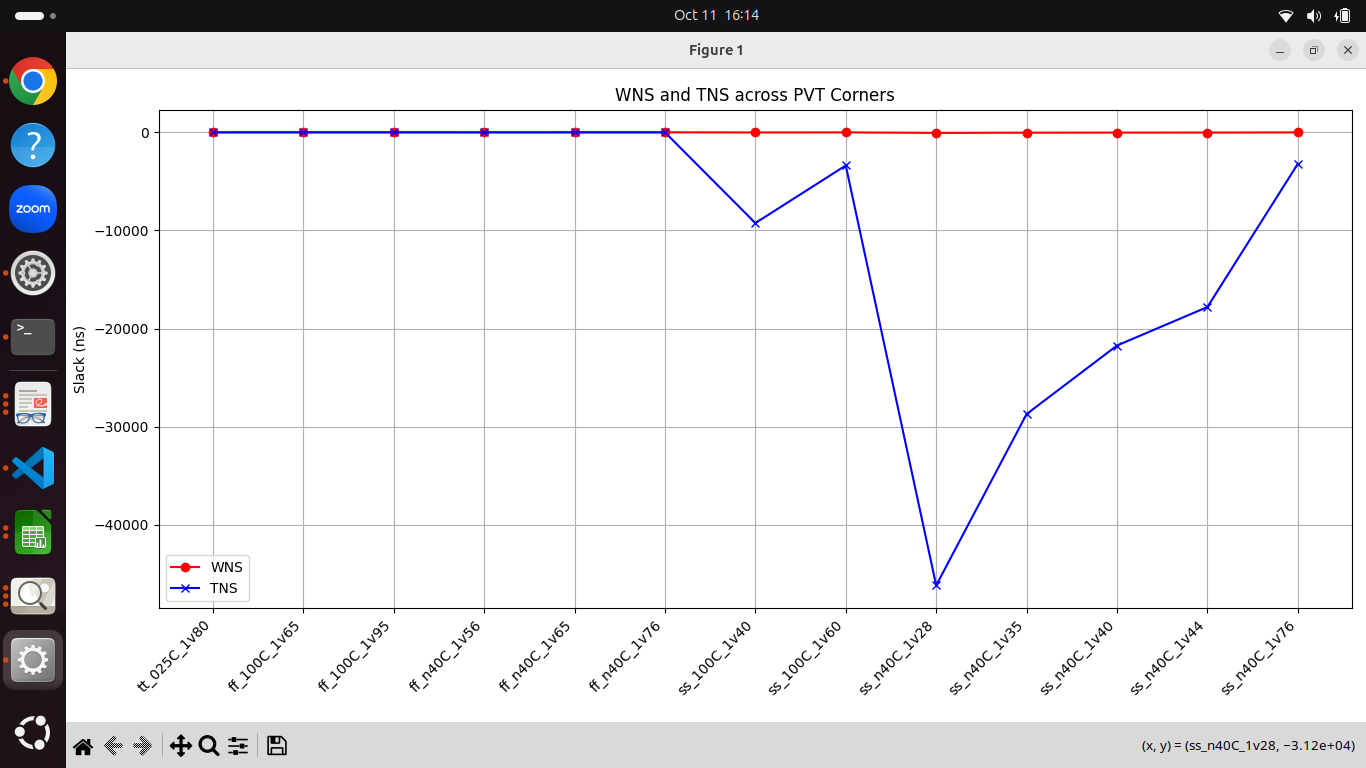 Oct 11 16:14
Figure 1
zoom
>_
WNS and TNS across PVT Corners
Slack (ns)
0
−10000
−20000
−30000
−40000
WNS
TNS
tt_025C_1v80
ff_100C_1v65
ff_100C_1v95
ff_n40C_1v56
ff_n40C_1v65
ff_n40C_1v76
ss_100C_1v40
ss_100C_1v60
ss_n40C_1v28
ss_n40C_1v35
ss_n40C_1v40
ss_n40C_1v44
ss_n40C_1v76
(x, y) = (ss_n40C_1v28, −3.12e+04)